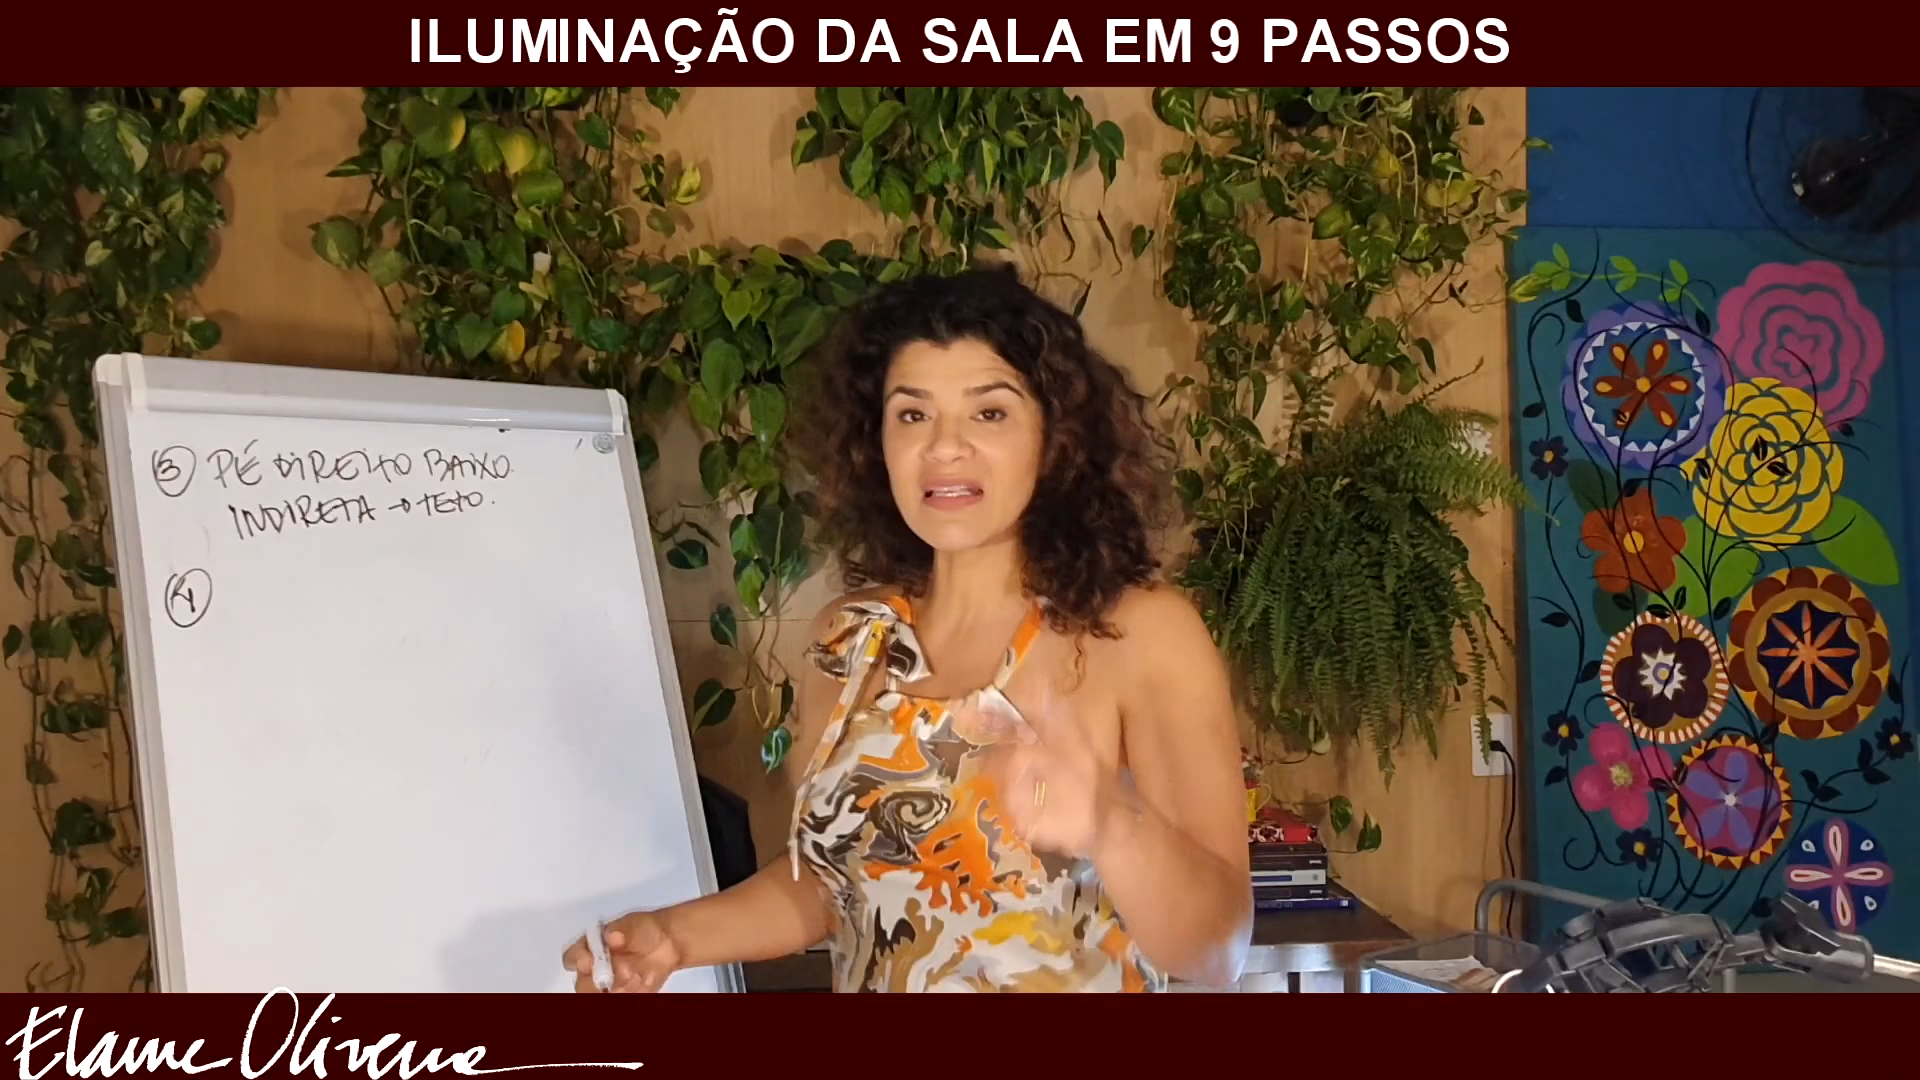 ILUMINAÇÃO DA SALA EM 9 PASSOS
③ PÉ DIREITO BAIXO.
INDIRETA → TETO.
④
Elaine Oliveira